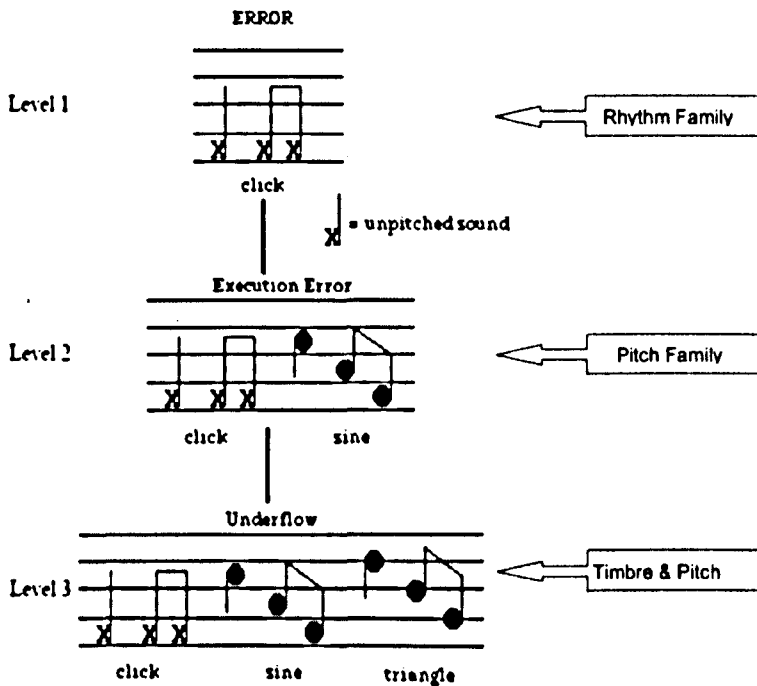 ERROR
Level 1
Rhythm Family
X X X
click
X = unpitched sound
Execution Error
Level 2
Pitch Family
X X X
click sine
Underflow
Level 3
Timbre & Pitch
X X X
click sine triangle